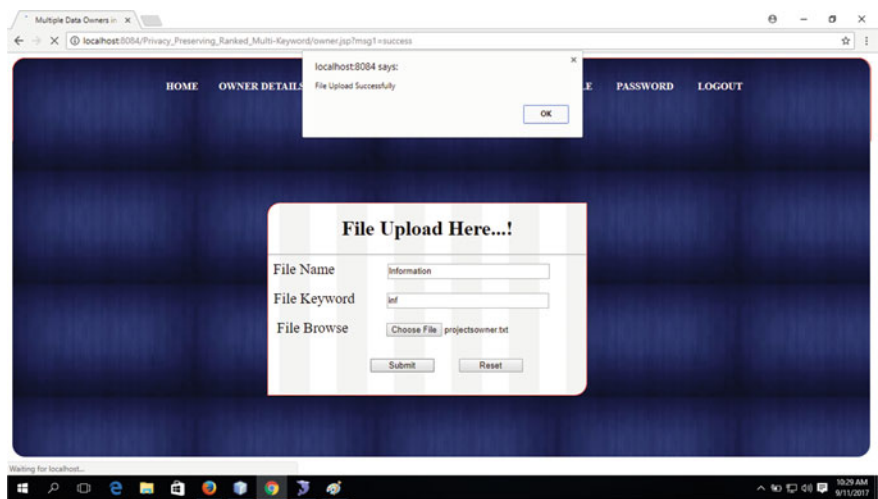 Multiple Data Owners in
localhost:8084/Privacy_Preserving_Ranked_Multi-Keyword/owner.jsp?msg1=success
localhost:8084 says:
File Upload Successfully
OK
HOME OWNER DETAILS PASSWORD LOGOUT
File Upload Here...!
File Name Information
File Keyword inf
File Browse Choose File projectsowner.txt
Submit Reset
Waiting for localhost...
10:29 AM
9/11/2017